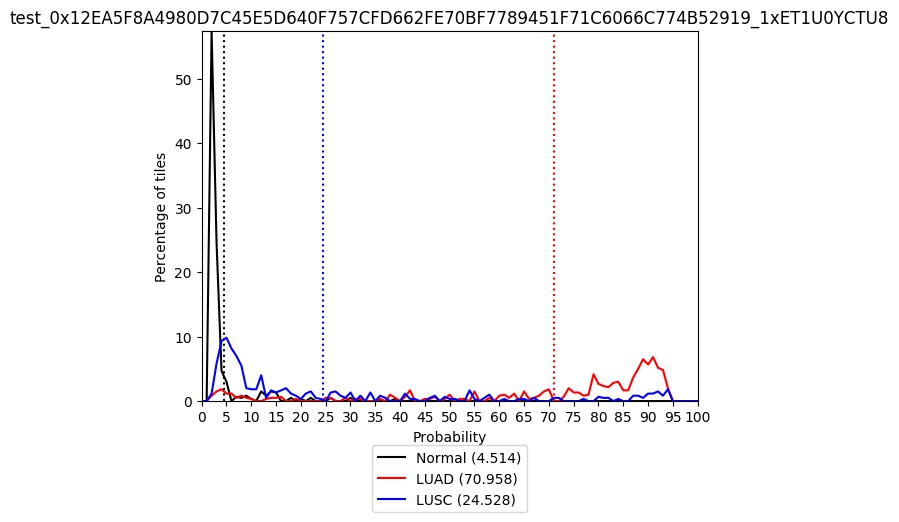 test_0x12EA5F8A4980D7C45E5D640F757CFD662FE70BF7789451F71C6066C774B52919_1xET1U0YCTU8
50
40
30
20
10
0
Percentage of tiles
0 5 10 15 20 25 30 35 40 45 50 55 60 65 70 75 80 85 90 95 100
Probability
Normal (4.514)
LUAD (70.958)
LUSC (24.528)